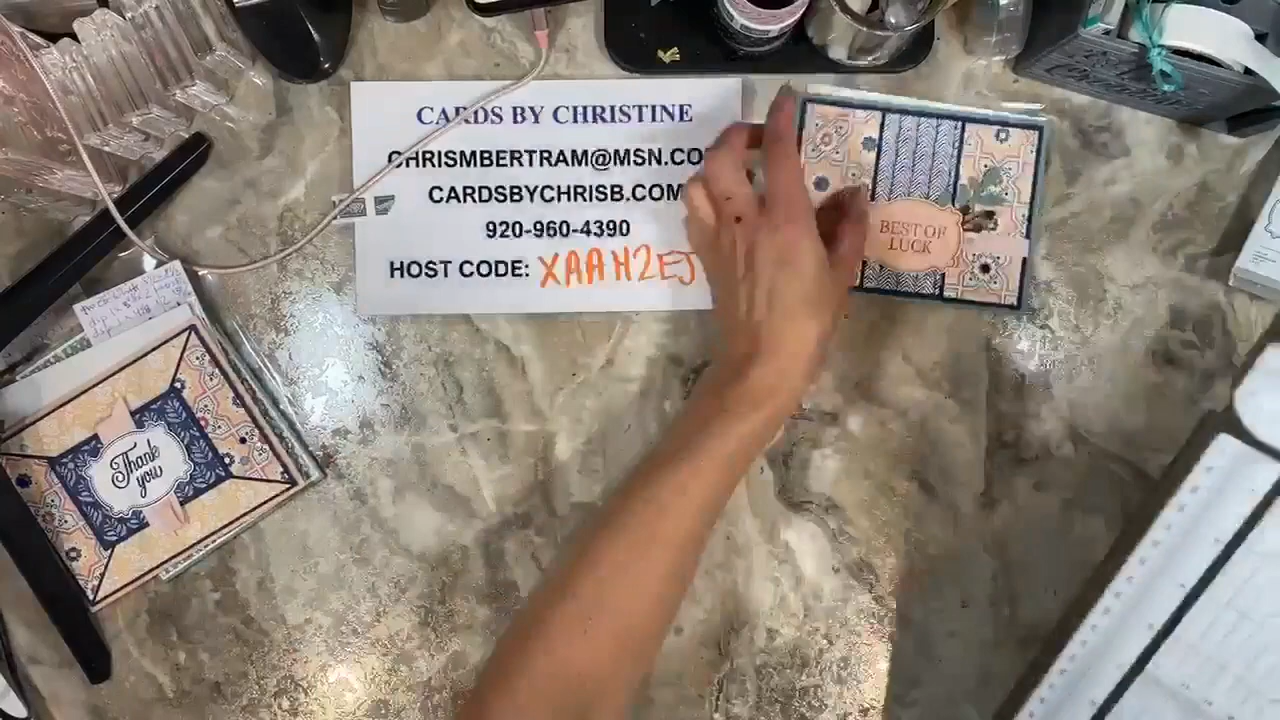 CARDS BY CHRISTINE
CHRISMBERTRAM@MSN.CO
CARDSBYCHRISB.COM
920-960-4390
HOST CODE: XAAH2EJ
BEST OF
LUCK
Thank
you